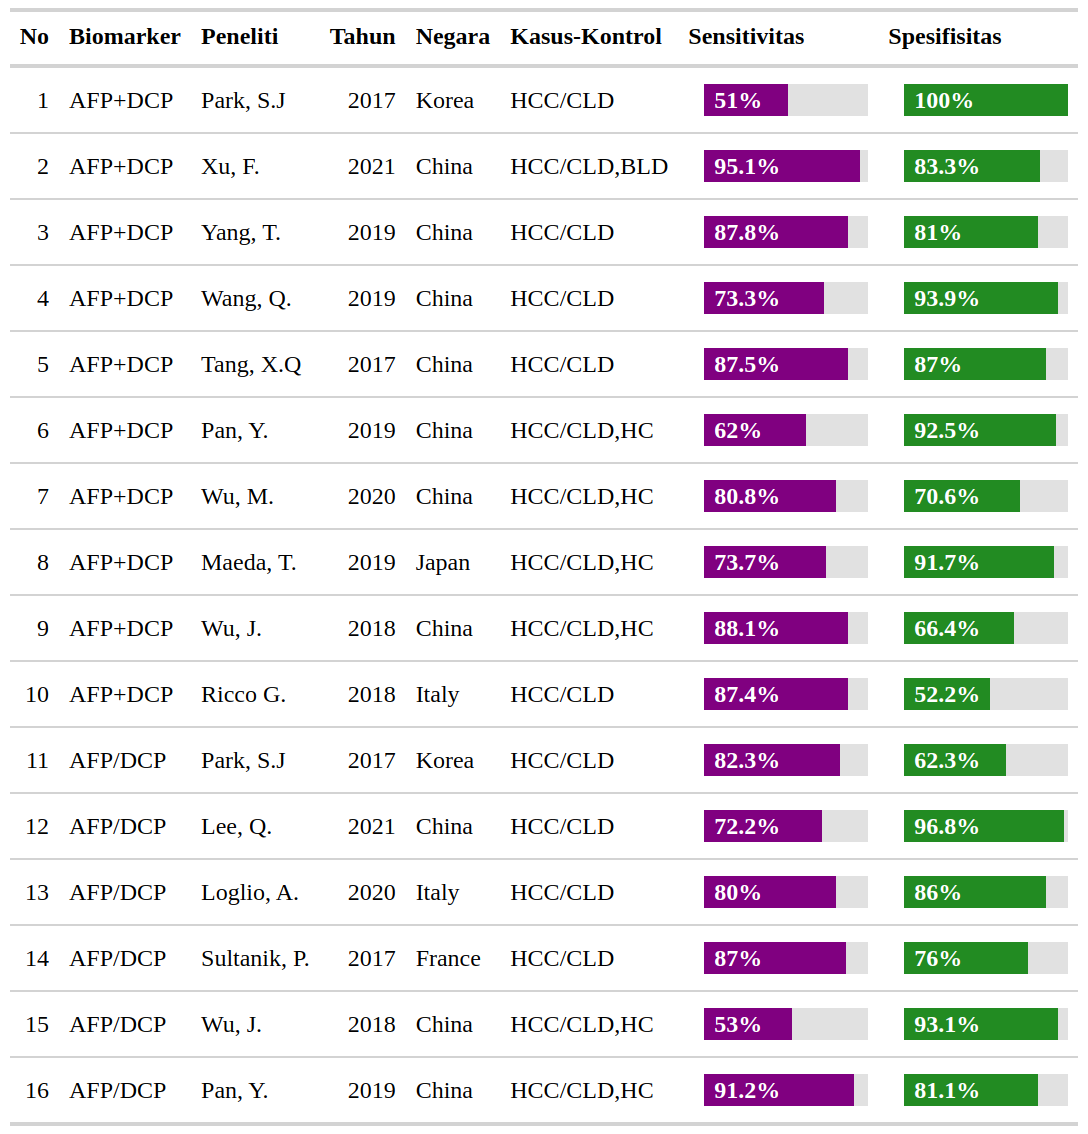 No Biomarker Peneliti Tahun Negara Kasus-Kontrol Sensitivitas Spesifisitas
1 AFP+DCP Park, S.J 2017 Korea HCC/CLD 51% 100%
2 AFP+DCP Xu, F. 2021 China HCC/CLD,BLD 95.1% 83.3%
3 AFP+DCP Yang, T. 2019 China HCC/CLD 87.8% 81%
4 AFP+DCP Wang, Q. 2019 China HCC/CLD 73.3% 93.9%
5 AFP+DCP Tang, X.Q 2017 China HCC/CLD 87.5% 87%
6 AFP+DCP Pan, Y. 2019 China HCC/CLD,HC 62% 92.5%
7 AFP+DCP Wu, M. 2020 China HCC/CLD,HC 80.8% 70.6%
8 AFP+DCP Maeda, T. 2019 Japan HCC/CLD,HC 73.7% 91.7%
9 AFP+DCP Wu, J. 2018 China HCC/CLD,HC 88.1% 66.4%
10 AFP+DCP Ricco G. 2018 Italy HCC/CLD 87.4% 52.2%
11 AFP/DCP Park, S.J 2017 Korea HCC/CLD 82.3% 62.3%
12 AFP/DCP Lee, Q. 2021 China HCC/CLD 72.2% 96.8%
13 AFP/DCP Loglio, A. 2020 Italy HCC/CLD 80% 86%
14 AFP/DCP Sultanik, P. 2017 France HCC/CLD 87% 76%
15 AFP/DCP Wu, J. 2018 China HCC/CLD,HC 53% 93.1%
16 AFP/DCP Pan, Y. 2019 China HCC/CLD,HC 91.2% 81.1%